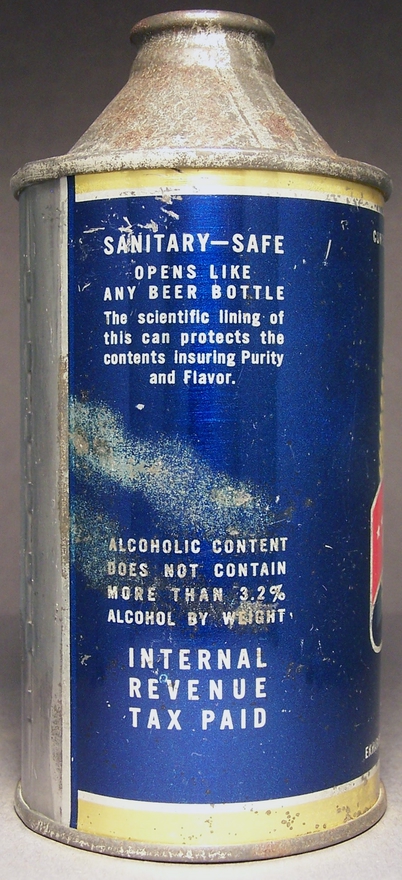 SANITARY—SAFE
OPENS LIKE
ANY BEER BOTTLE
The scientific lining of
this can protects the
contents insuring Purity
and Flavor.
ALCOHOLIC CONTENT
DOES NOT CONTAIN
MORE THAN 3.2%
ALCOHOL BY WEIGHT
INTERNAL
REVENUE
TAX PAID